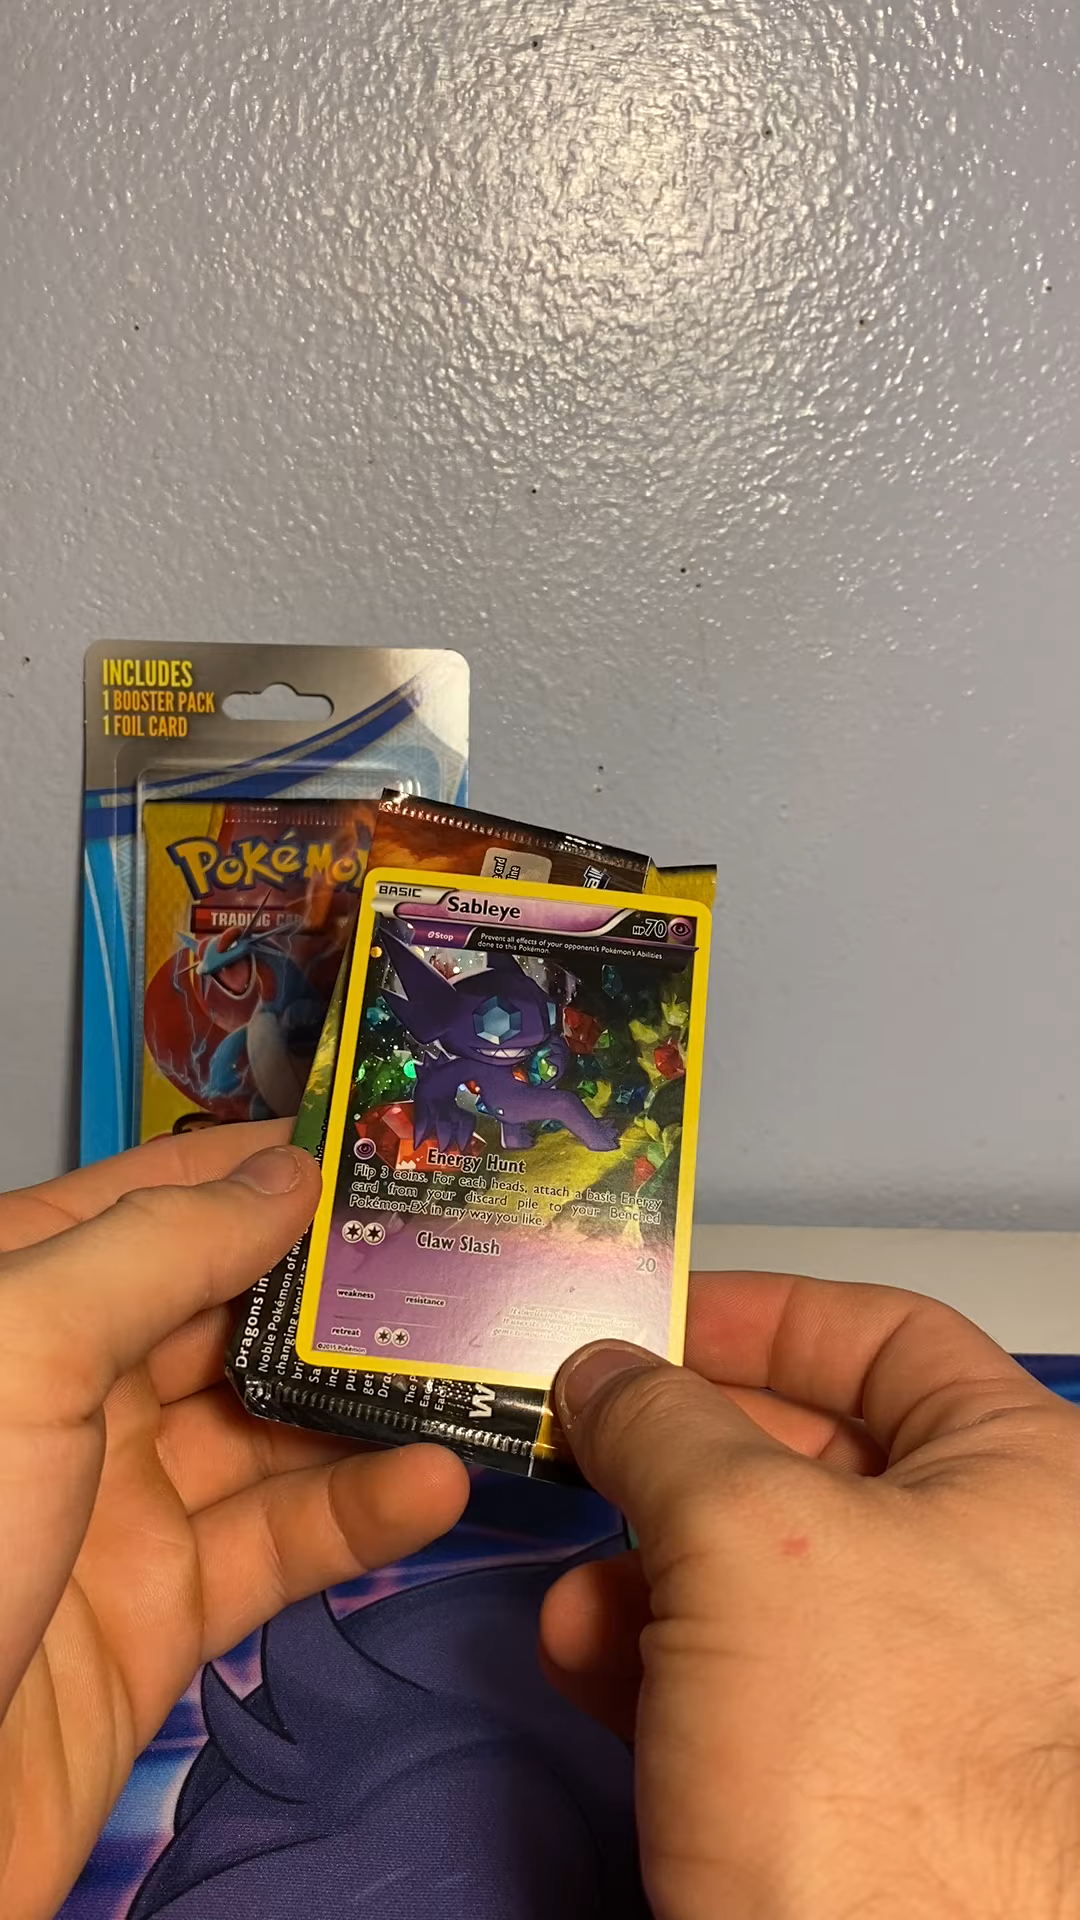 INCLUDES
1 BOOSTER PACK
1 FOIL CARD
POKéMO
TRADING CA
BASIC
Sableye
HP70
Θ Stop
Prevent all effects of your opponent's Pokémon's Abilities
done to this Pokémon.
Energy Hunt
Flip 3 coins. For each heads, attach a basic Energy
card from your discard pile to your Benched
Pokémon-EX in any way you like.
Claw Slash
20
weakness
resistance
retreat
©2015 Pokémon
Dragons in
Noble Pokémon of
changing world